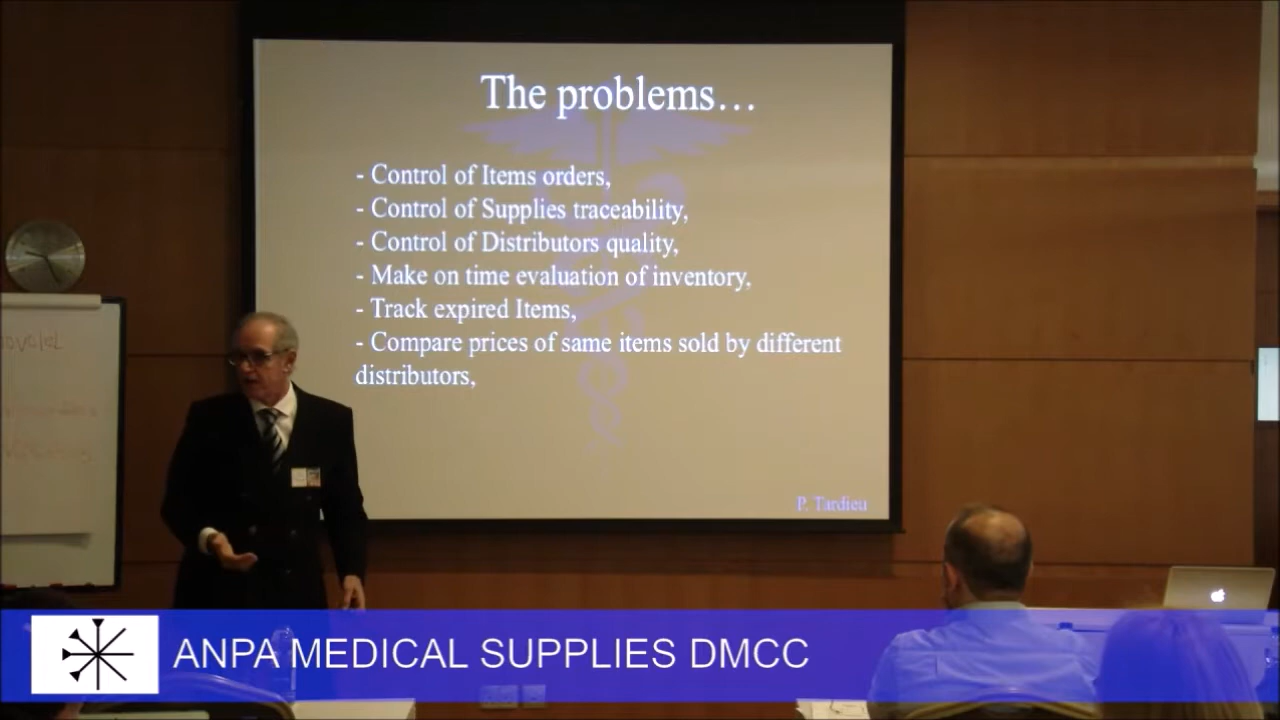 The problems…
- Control of Items orders,
- Control of Supplies traceability,
- Control of Distributors quality,
- Make on time evaluation of inventory,
- Track expired Items,
- Compare prices of same items sold by different
distributors,
P. Tardieu
ANPA MEDICAL SUPPLIES DMCC